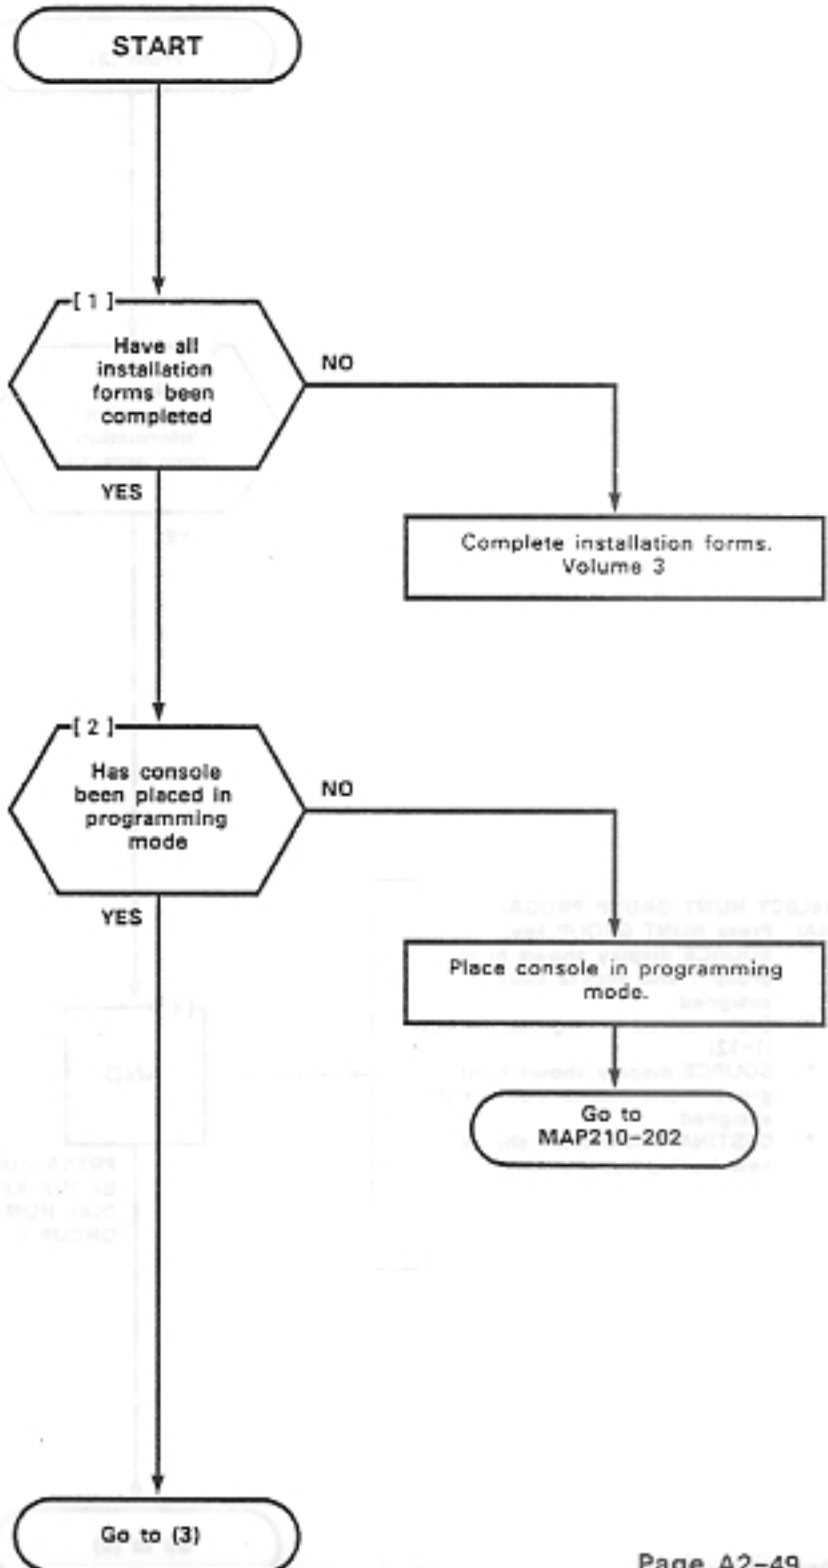 START
[ 1 ]
Have all
installation
forms been
completed
NO
YES
Complete installation forms.
Volume 3
[ 2 ]
Has console
been placed in
programming
mode
NO
YES
Place console in programming
mode.
Go to
MAP210-202
Go to (3)
Page A2-49